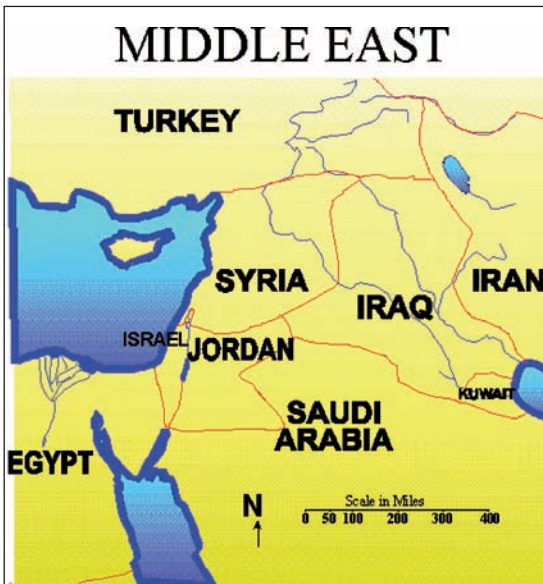 MIDDLE EAST
TURKEY
SYRIA
IRAQ
IRAN
ISRAEL
JORDAN
KUWAIT
SAUDI
ARABIA
EGYPT
N
Scale in Miles
0 50 100 200 300 400